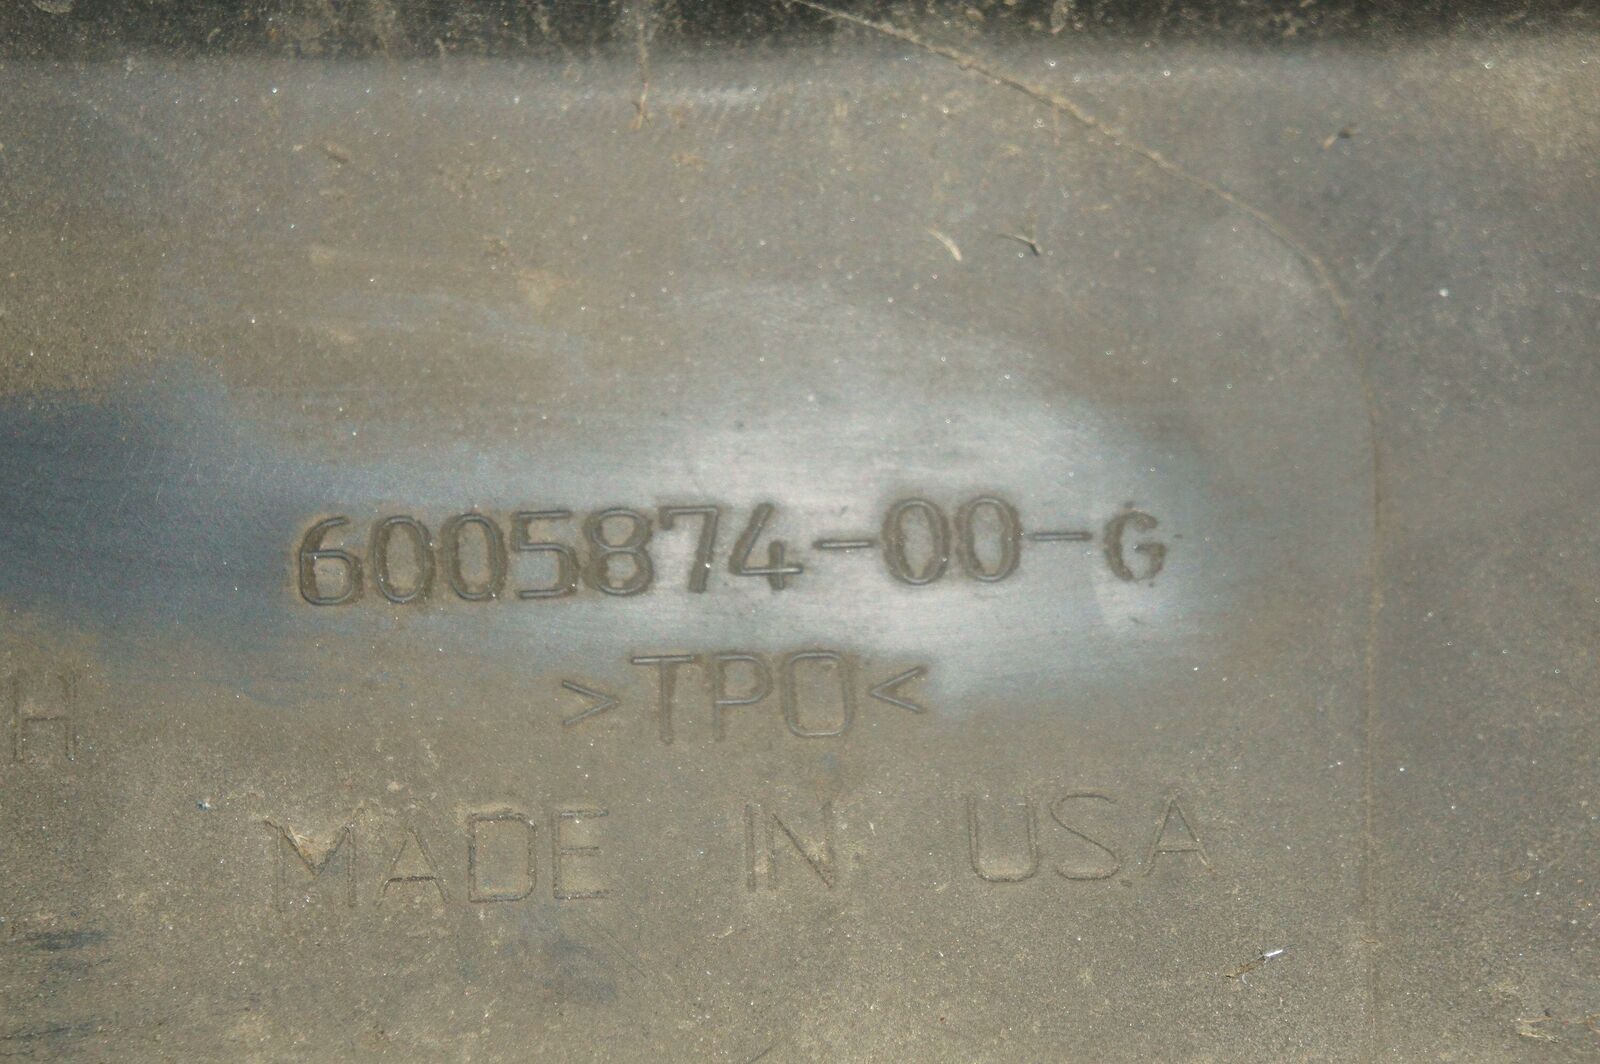 6005874-00-G
>TPO<
H
MADE IN USA